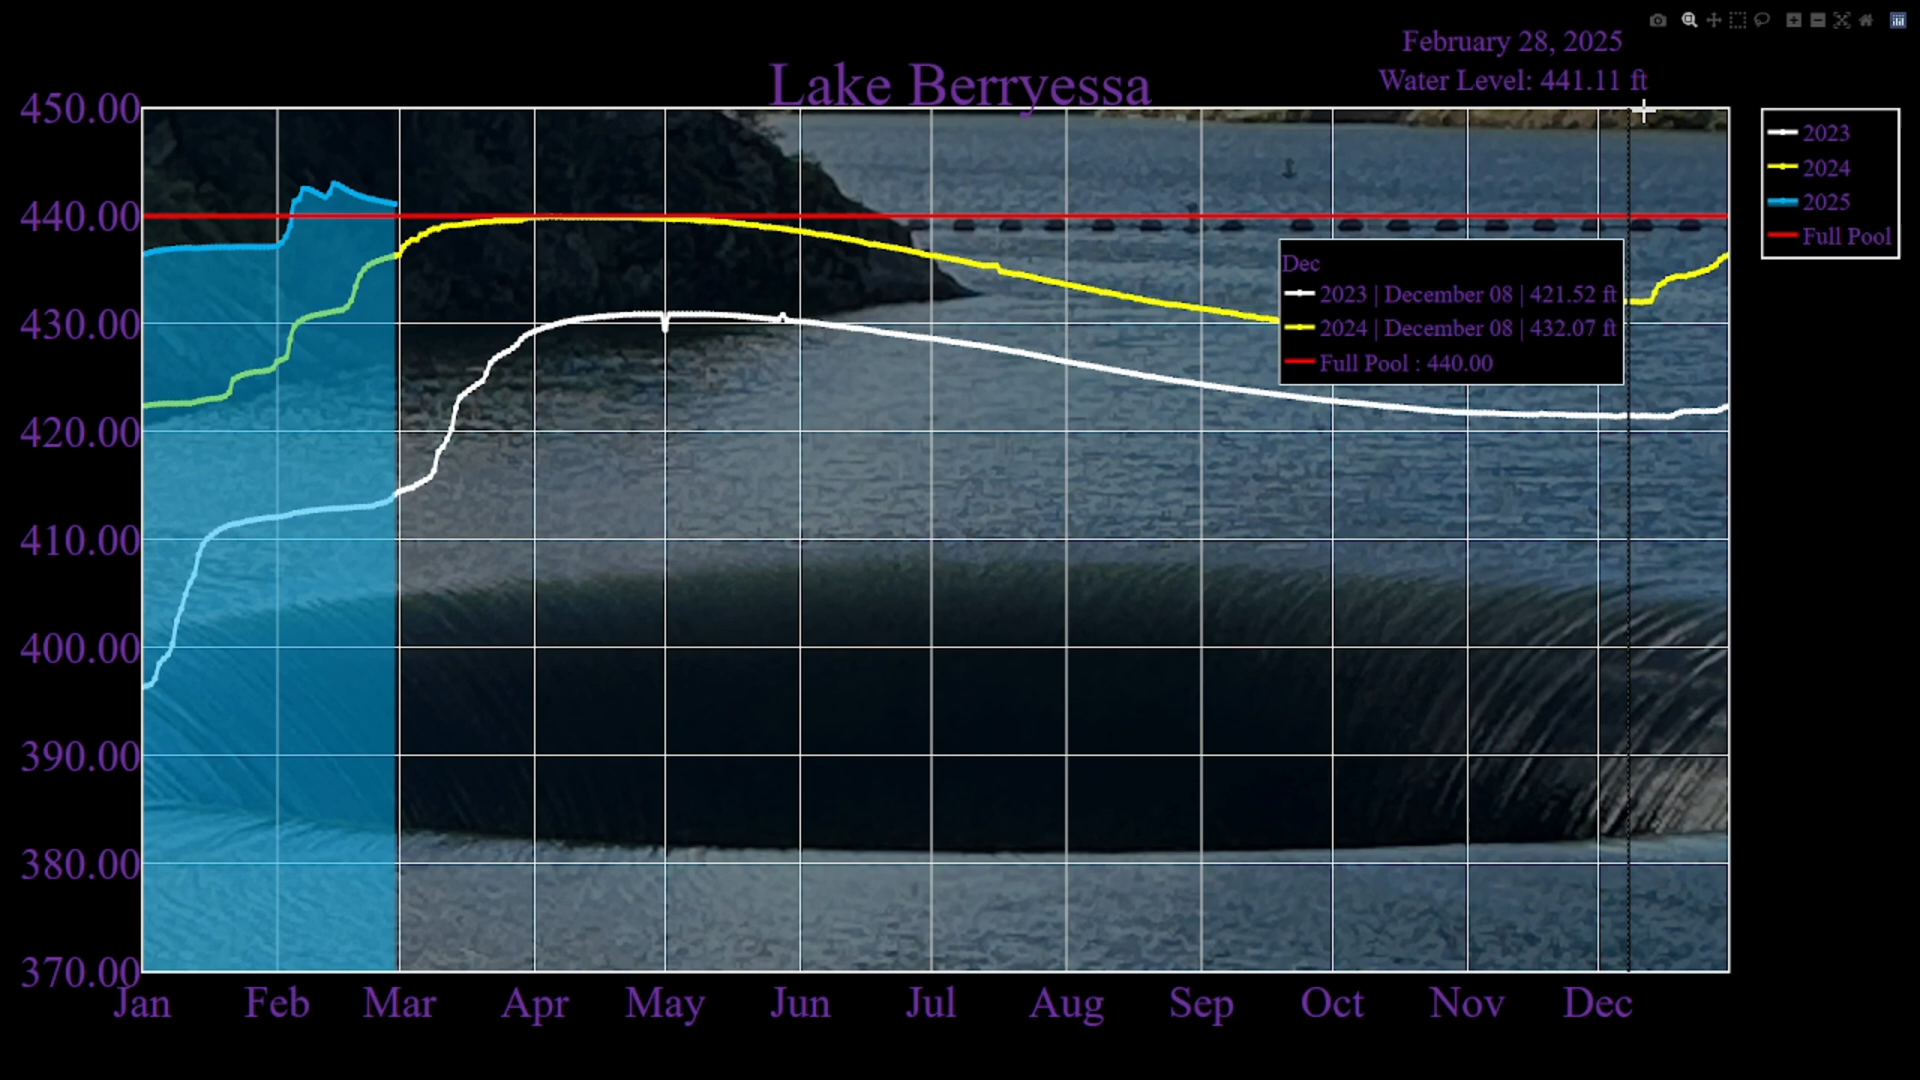 February 28, 2025
Water Level: 441.11 ft
Lake Berryessa
450.00
440.00
430.00
420.00
410.00
400.00
390.00
380.00
370.00
Jan
Feb
Mar
Apr
May
Jun
Jul
Aug
Sep
Oct
Nov
Dec
Dec
2023 | December 08 | 421.52 ft
2024 | December 08 | 432.07 ft
Full Pool : 440.00
2023
2024
2025
Full Pool